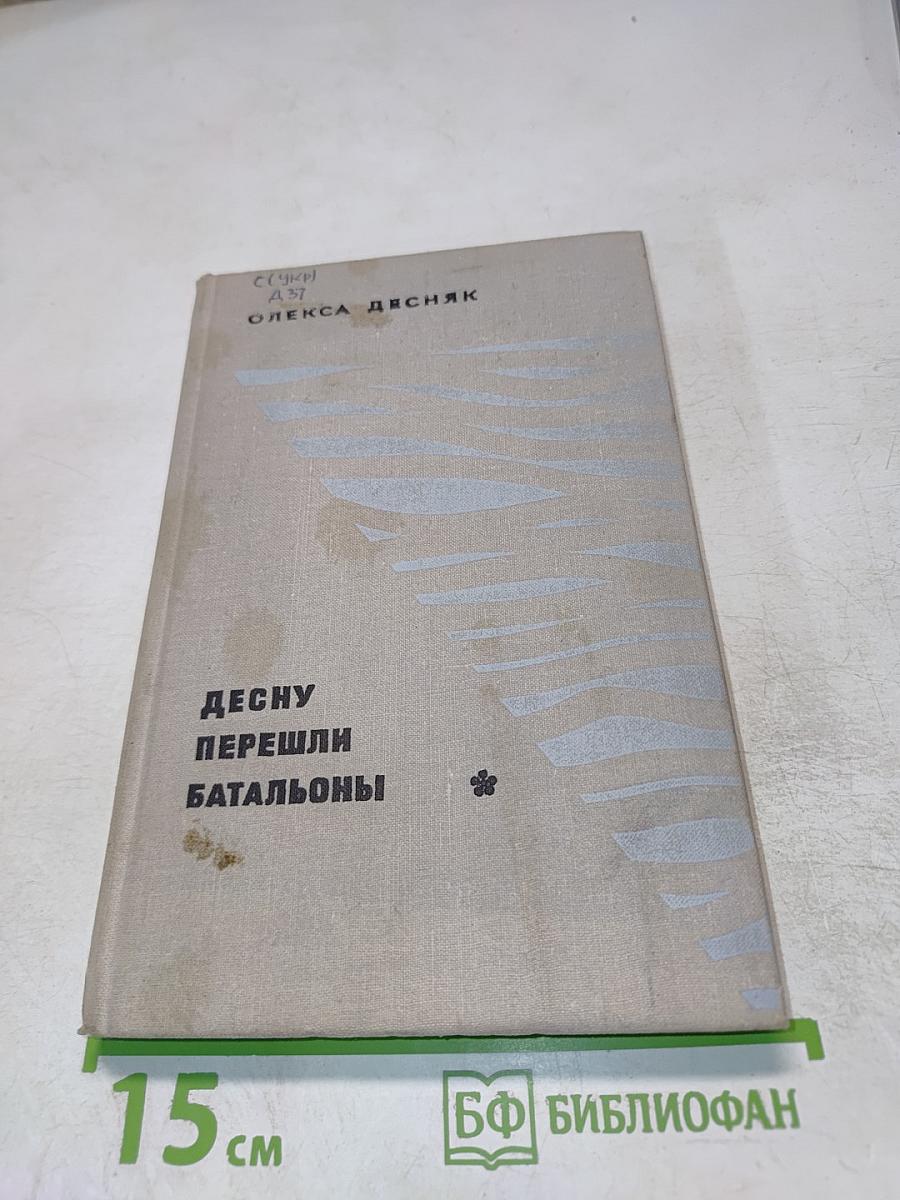 С(Укр)
Д37
ОЛЕКСА ДЕСНЯК
ДЕСНУ
ПЕРЕШЛИ
БАТАЛЬОНЫ
15 см
БФ БИБЛИОФАН